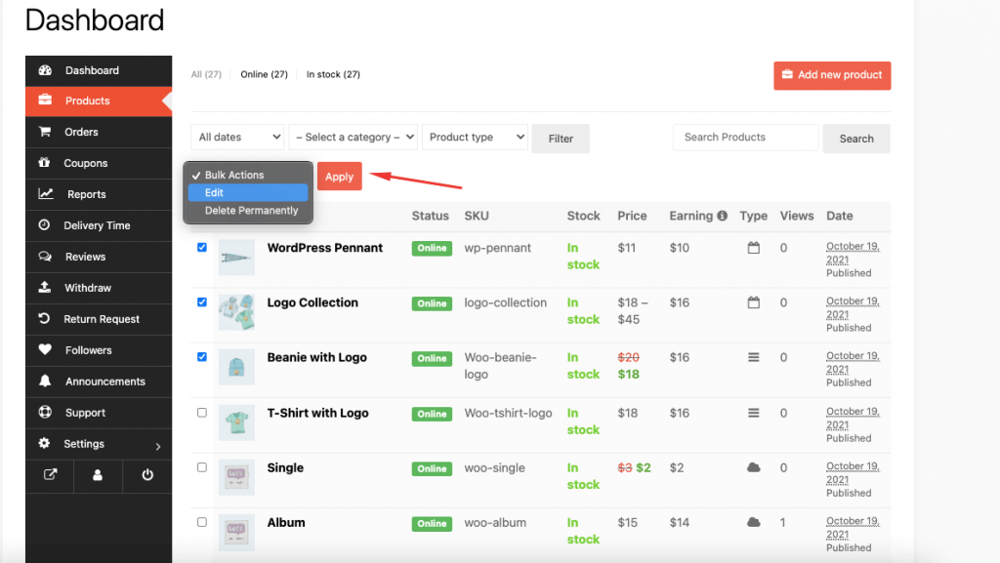 Dashboard
Dashboard
Products
Orders
Coupons
Reports
Delivery Time
Reviews
Withdraw
Return Request
Followers
Announcements
Support
Settings
All (27) Online (27) In stock (27)
Add new product
All dates – Select a category – Product type Filter Search Products Search
Bulk Actions
Edit
Delete Permanently
Apply
Status SKU Stock Price Earning Type Views Date
WordPress Pennant Online wp-pennant In stock $11 $10 0 October 19, 2021 Published
Logo Collection Online logo-collection In stock $18 – $45 $16 0 October 19, 2021 Published
Beanie with Logo Online Woo-beanie-logo In stock $20 $18 $16 0 October 19, 2021 Published
T-Shirt with Logo Online Woo-tshirt-logo In stock $18 $16 0 October 19, 2021 Published
Single Online woo-single In stock $3 $2 $2 0 October 19, 2021 Published
Album Online woo-album In stock $15 $14 1 October 19, 2021 Published